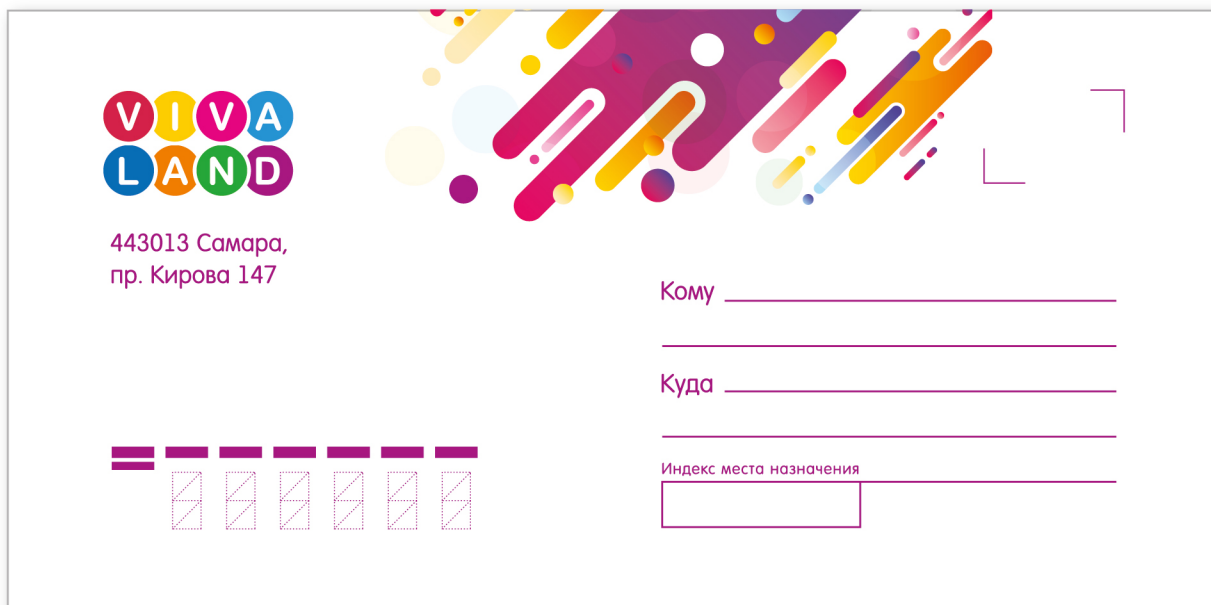 VIVA
LAND
443013 Самара,
пр. Кирова 147
Кому
Куда
Индекс места назначения